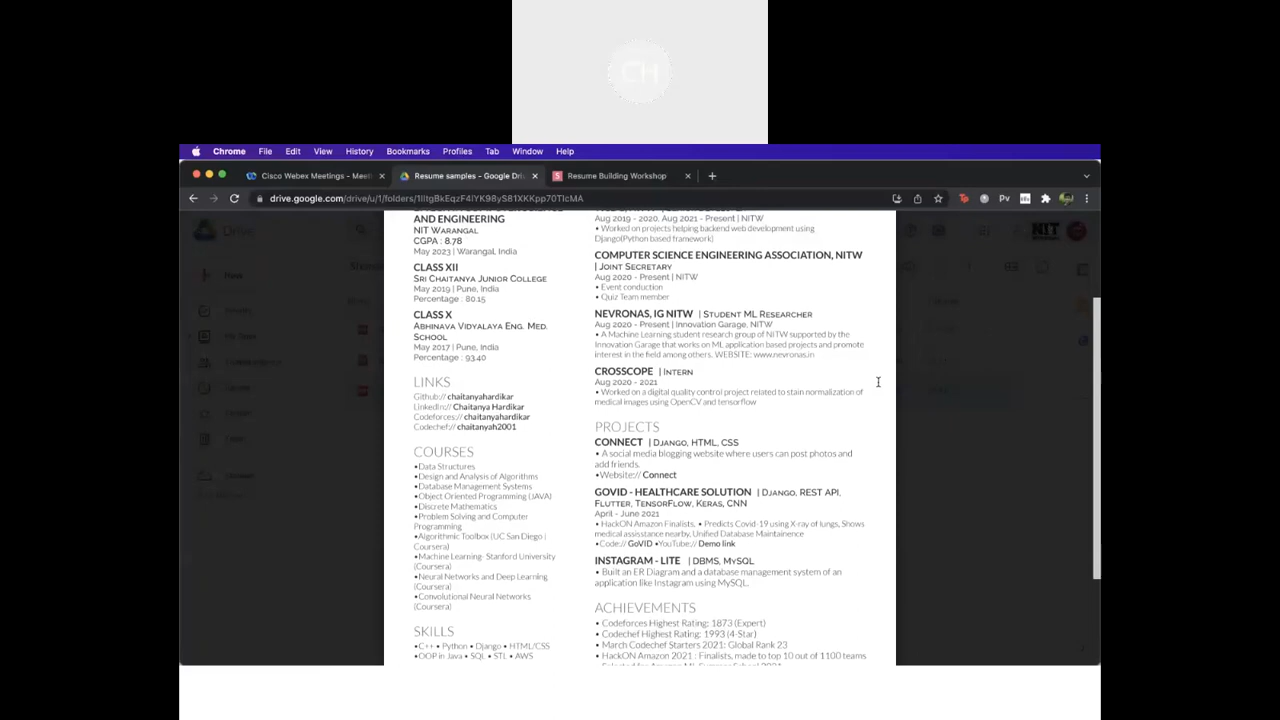 CH
Chrome File Edit View History Bookmarks Profiles Tab Window Help
Cisco Webex Meetings - Meet
Resume samples - Google Driv
Resume Building Workshop
drive.google.com/drive/u/1/folders/
Drive
New
NIT
AND ENGINEERING
NIT WARANGAL
CGPA : 8.78
May 2023 | Warangal, India
CLASS XII
SRI CHAITANYA JUNIOR COLLEGE
May 2019 | Pune, India
Percentage : 80.15
CLASS X
ABHINAVA VIDYALAYA ENG. MED.
SCHOOL
May 2017 | Pune, India
Percentage : 93.40
LINKS
Github:// chaitanyahardikar
LinkedIn:// Chaitanya Hardikar
Codeforces:// chaitanyahardikar
Codechef:// chaitanyah2001
COURSES
•Data Structures
•Design and Analysis of Algorithms
•Database Management Systems
•Object Oriented Programming (JAVA)
•Discrete Mathematics
•Problem Solving and Computer
Programming
•Algorithmic Toolbox (UC San Diego |
Coursera)
•Machine Learning- Stanford University
(Coursera)
•Neural Networks and Deep Learning
(Coursera)
•Convolutional Neural Networks
(Coursera)
SKILLS
•C++ • Python • Django • HTML/CSS
•OOP in Java • SQL • STL • AWS
Aug 2019 - 2020, Aug 2021 - Present | NITW
• Worked on projects helping backend web development using
Django(Python based framework)
COMPUTER SCIENCE ENGINEERING ASSOCIATION, NITW
| JOINT SECRETARY
Aug 2020 - Present | NITW
• Event conduction
• Quiz Team member
NEVRONAS, IG NITW | STUDENT ML RESEARCHER
Aug 2020 - Present | Innovation Garage, NITW
• A Machine Learning student research group of NITW supported by the
Innovation Garage that works on ML application based projects and promote
interest in the field among others. WEBSITE: www.nevronas.in
CROSSCOPE | INTERN
Aug 2020 - 2021
• Worked on a digital quality control project related to stain normalization of
medical images using OpenCV and tensorflow
PROJECTS
CONNECT | DJANGO, HTML, CSS
• A social media blogging website where users can post photos and
add friends.
•Website:// Connect
GOVID - HEALTHCARE SOLUTION | DJANGO, REST API,
FLUTTER, TENSORFLOW, KERAS, CNN
April - June 2021
• HackON Amazon Finalists. • Predicts Covid-19 using X-ray of lungs, Shows
medical assisstance nearby, Unified Database Maintainence
•Code:// GoVID •YouTube:// Demo link
INSTAGRAM - LITE | DBMS, MYSQL
• Built an ER Diagram and a database management system of an
application like Instagram using MySQL.
ACHIEVEMENTS
• Codeforces Highest Rating: 1873 (Expert)
• Codechef Highest Rating: 1993 (4-Star)
• March Codechef Starters 2021: Global Rank 23
• HackON Amazon 2021 : Finalists, made to top 10 out of 1100 teams